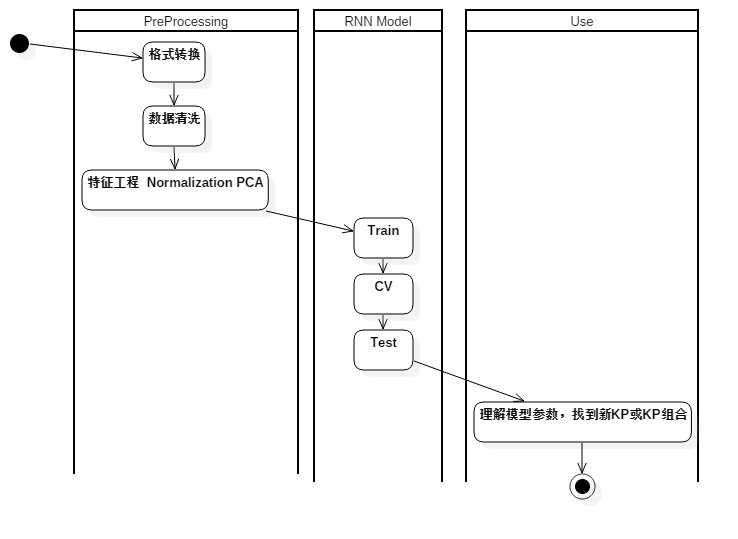 PreProcessing
RNN Model
Use
格式转换
数据清洗
特征工程  Normalization PCA
Train
CV
Test
理解模型参数，找到新KP或KP组合